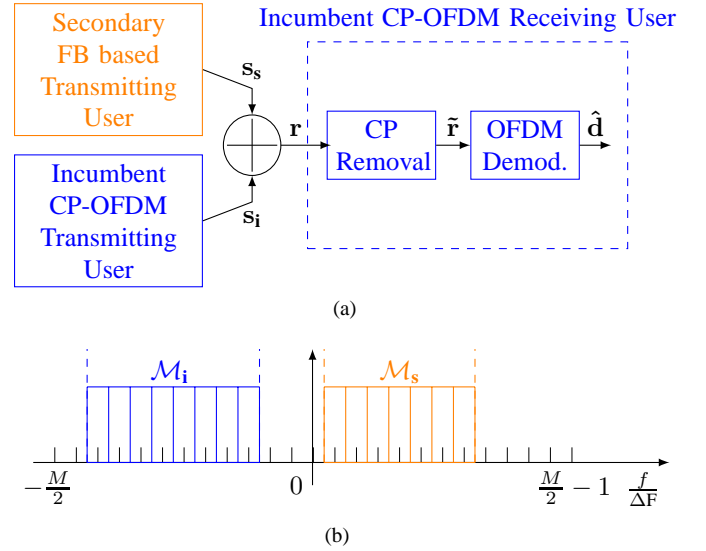 Incumbent CP-OFDM Receiving User
Secondary
FB based
Transmitting
User
s_s
r
CP
Removal
r̃
OFDM
Demod.
d̂
Incumbent
CP-OFDM
Transmitting
User
s_i
(a)
ℳ_i
ℳ_s
−M/2
0
M/2 − 1
f/ΔF
(b)